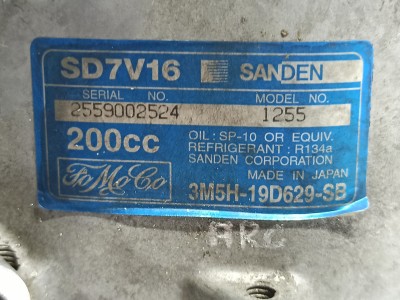 SD7V16 SANDEN
SERIAL NO. MODEL NO.
2559002524 1255
200cc
OIL: SP-10 OR EQUIV.
REFRIGERANT: R134a
SANDEN CORPORATION
MADE IN JAPAN
FoMoCo
3M5H-19D629-SB